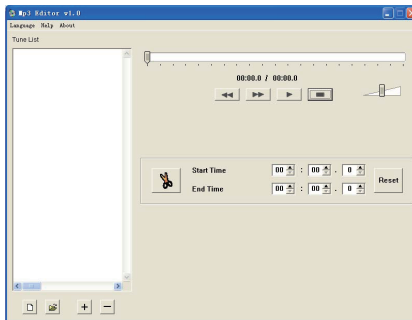 Mp3 Editor v1.0
Language Help About
Tune List
00:00.0 / 00:00.0
Start Time 00 : 00 . 0
End Time 00 : 00 . 0
Reset